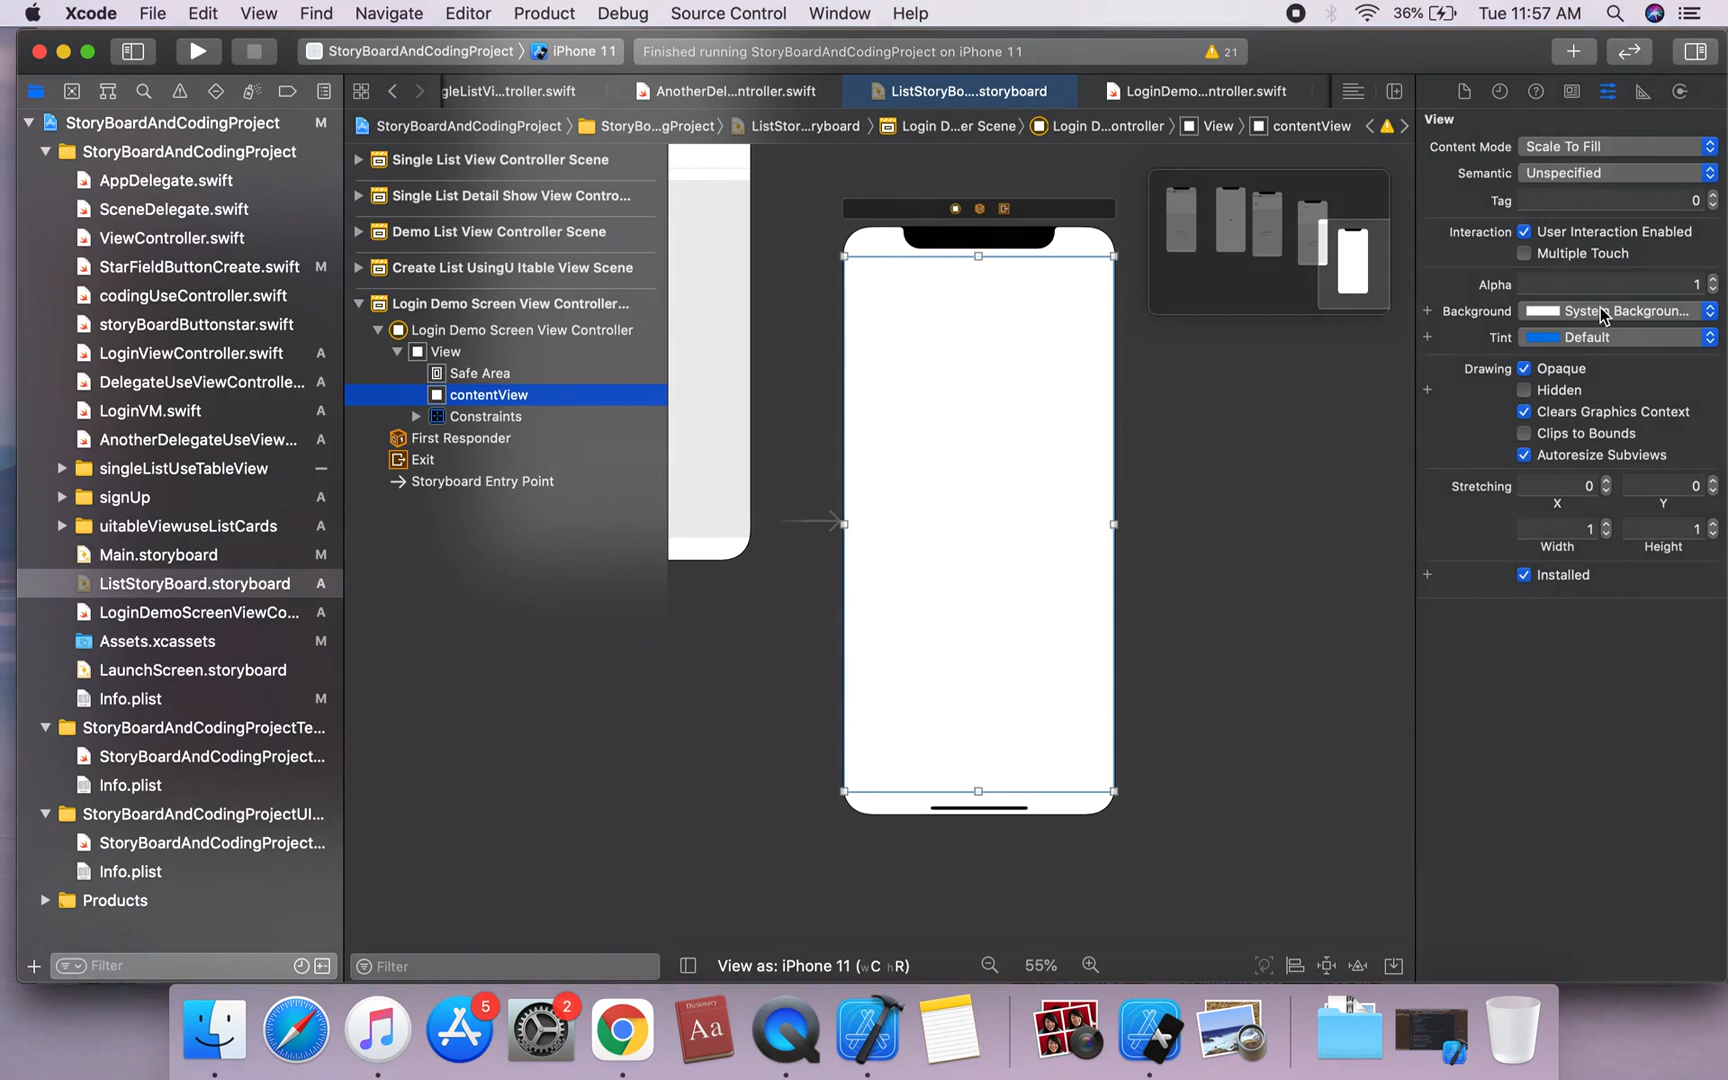 Xcode File Edit View Find Navigate Editor Product Debug Source Control Window Help 36% Tue 11:57 AM
StoryBoardAndCodingProject iPhone 11 Finished running StoryBoardAndCodingProject on iPhone 11 21
gleListVi...troller.swift AnotherDel...ntroller.swift ListStoryBo....storyboard LoginDemo...ntroller.swift
StoryBoardAndCodingProject StoryBo...gProject ListStor...ryboard Login D...er Scene Login D...ontroller View contentView
StoryBoardAndCodingProject M
StoryBoardAndCodingProject
AppDelegate.swift
SceneDelegate.swift
ViewController.swift
StarFieldButtonCreate.swift M
codingUseController.swift
storyBoardButtonstar.swift
LoginViewController.swift A
DelegateUseViewControlle... A
LoginVM.swift A
AnotherDelegateUseView... A
singleListUseTableView
signUp A
uitableViewuseListCards A
Main.storyboard M
ListStoryBoard.storyboard A
LoginDemoScreenViewCo... A
Assets.xcassets M
LaunchScreen.storyboard
Info.plist M
StoryBoardAndCodingProjectTe...
StoryBoardAndCodingProject...
Info.plist
StoryBoardAndCodingProjectUI...
StoryBoardAndCodingProject...
Info.plist
Products
Filter
Single List View Controller Scene
Single List Detail Show View Contro...
Demo List View Controller Scene
Create List UsingU Itable View Scene
Login Demo Screen View Controller...
Login Demo Screen View Controller
View
Safe Area
contentView
Constraints
First Responder
Exit
Storyboard Entry Point
Filter
View as: iPhone 11 (wC hR) 55%
View
Content Mode Scale To Fill
Semantic Unspecified
Tag 0
Interaction User Interaction Enabled
Multiple Touch
Alpha 1
Background System Backgroun...
Tint Default
Drawing Opaque
Hidden
Clears Graphics Context
Clips to Bounds
Autoresize Subviews
Stretching 0 0
X Y
1 1
Width Height
Installed
5 2
Aa